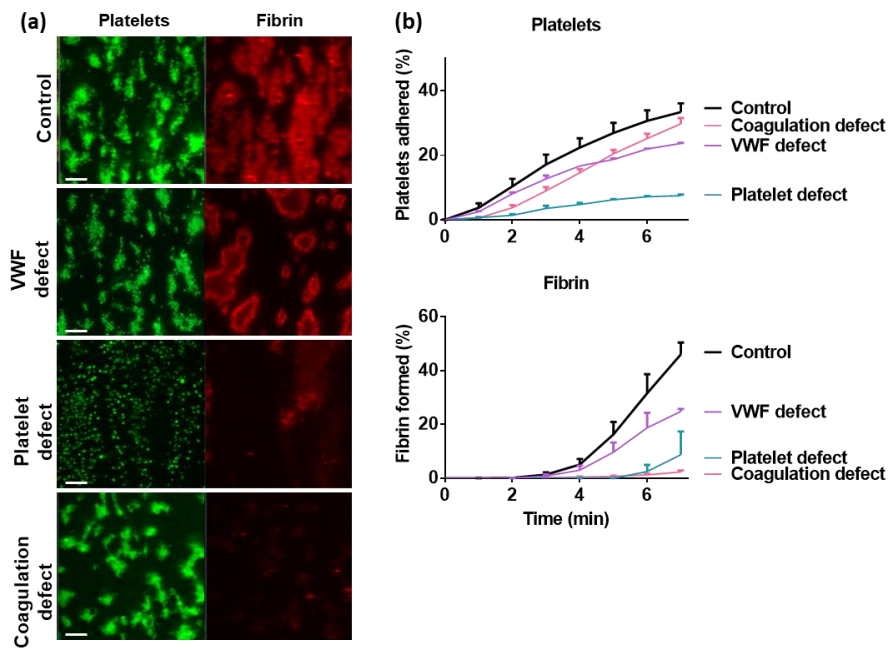 (a)
Platelets Fibrin
Control
VWF
defect
Platelet
defect
Coagulation
defect
(b)
Platelets
Platelets adhered (%)
40
20
0
0 2 4 6
Control
Coagulation defect
VWF defect
Platelet defect
Fibrin
Fibrin formed (%)
60
40
20
0
0 2 4 6
Time (min)
Control
VWF defect
Platelet defect
Coagulation defect